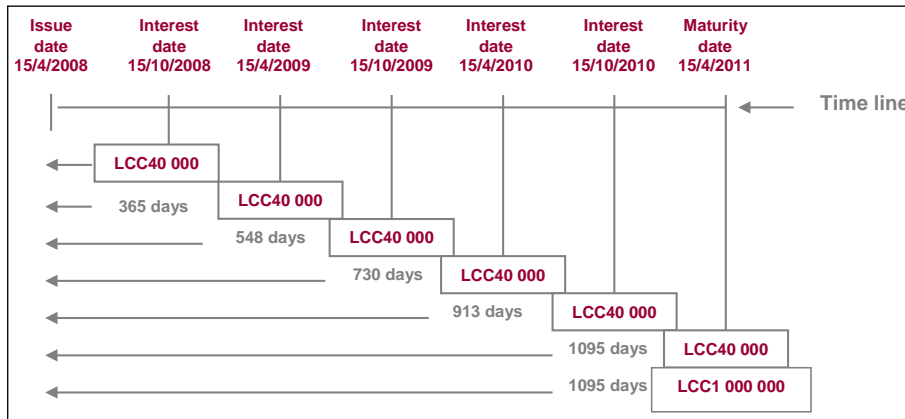 Issue date 15/4/2008
Interest date 15/10/2008
Interest date 15/4/2009
Interest date 15/10/2009
Interest date 15/4/2010
Interest date 15/10/2010
Maturity date 15/4/2011
Time line
LCC40 000
365 days
LCC40 000
548 days
LCC40 000
730 days
LCC40 000
913 days
LCC40 000
1095 days
LCC40 000
1095 days
LCC1 000 000